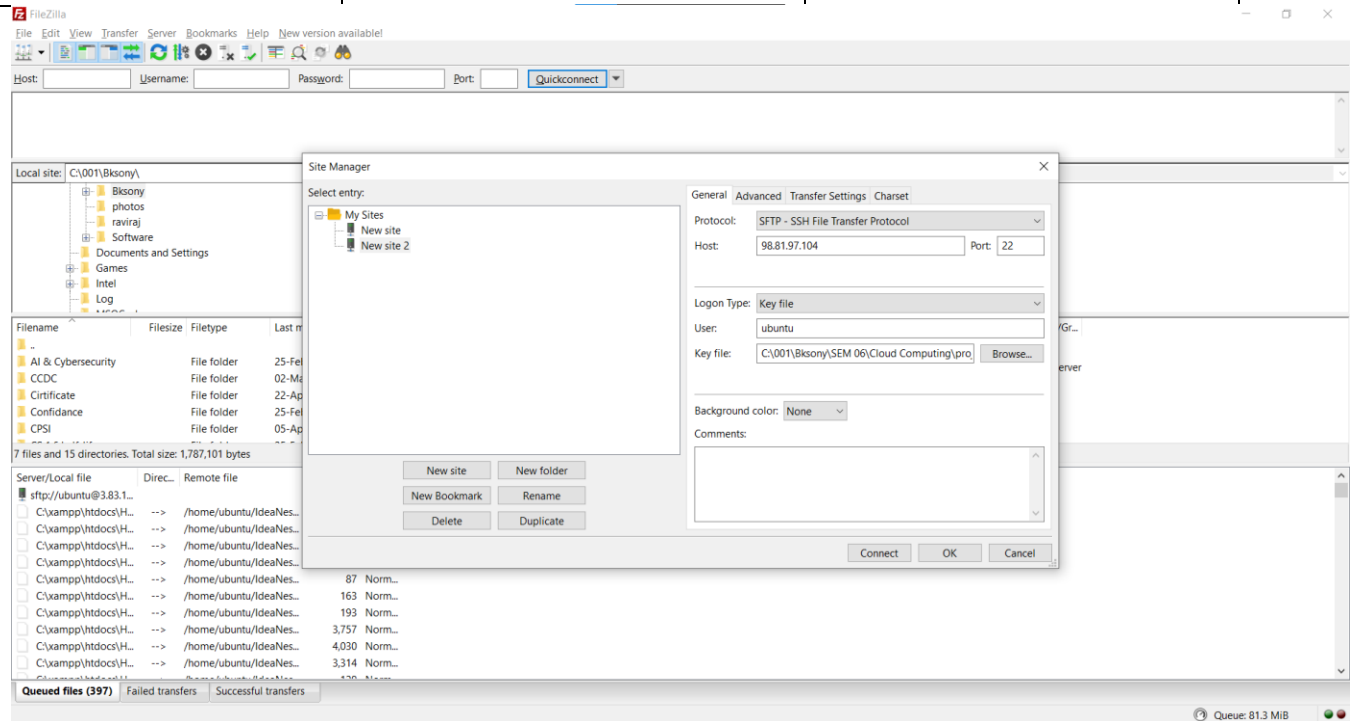 FileZilla
File Edit View Transfer Server Bookmarks Help New version available!
Host: Username: Password: Port: Quickconnect
Local site: C:\001\Bksony\
Bksony
photos
raviraj
Software
Documents and Settings
Games
Intel
Log
Filename Filesize Filetype Last m
..
AI & Cybersecurity File folder 25-Fel
CCDC File folder 02-Ma
Cirtificate File folder 22-Ap
Confidance File folder 25-Fel
CPSI File folder 05-Ap
7 files and 15 directories. Total size: 1,787,101 bytes
Server/Local file Direc... Remote file
sftp://ubuntu@3.83.1...
C:\xampp\htdocs\H... --> /home/ubuntu/IdeaNes...
C:\xampp\htdocs\H... --> /home/ubuntu/IdeaNes...
C:\xampp\htdocs\H... --> /home/ubuntu/IdeaNes...
C:\xampp\htdocs\H... --> /home/ubuntu/IdeaNes...
C:\xampp\htdocs\H... --> /home/ubuntu/IdeaNes... 87 Norm...
C:\xampp\htdocs\H... --> /home/ubuntu/IdeaNes... 163 Norm...
C:\xampp\htdocs\H... --> /home/ubuntu/IdeaNes... 193 Norm...
C:\xampp\htdocs\H... --> /home/ubuntu/IdeaNes... 3,757 Norm...
C:\xampp\htdocs\H... --> /home/ubuntu/IdeaNes... 4,030 Norm...
C:\xampp\htdocs\H... --> /home/ubuntu/IdeaNes... 3,314 Norm...
Queued files (397) Failed transfers Successful transfers
Queue: 81.3 MiB
/Gr...
erver
Site Manager
Select entry:
My Sites
New site
New site 2
New site New folder
New Bookmark Rename
Delete Duplicate
General Advanced Transfer Settings Charset
Protocol: SFTP - SSH File Transfer Protocol
Host: 98.81.97.104 Port: 22
Logon Type: Key file
User: ubuntu
Key file: C:\001\Bksony\SEM 06\Cloud Computing\pro Browse...
Background color: None
Comments:
Connect OK Cancel